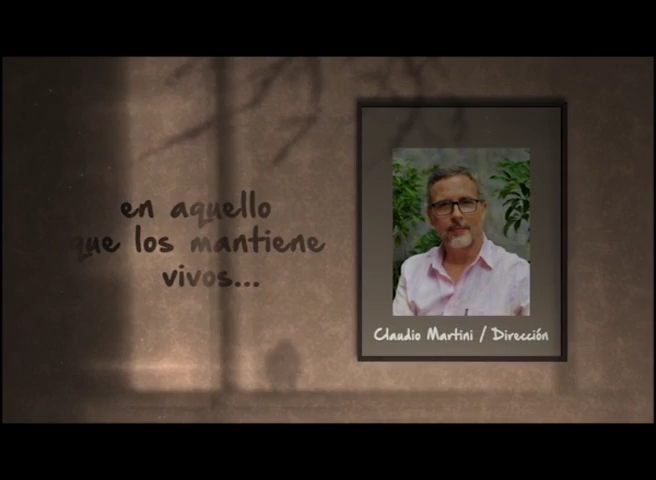 en aquello
que los mantiene
vivos...
Claudio Martini / Dirección